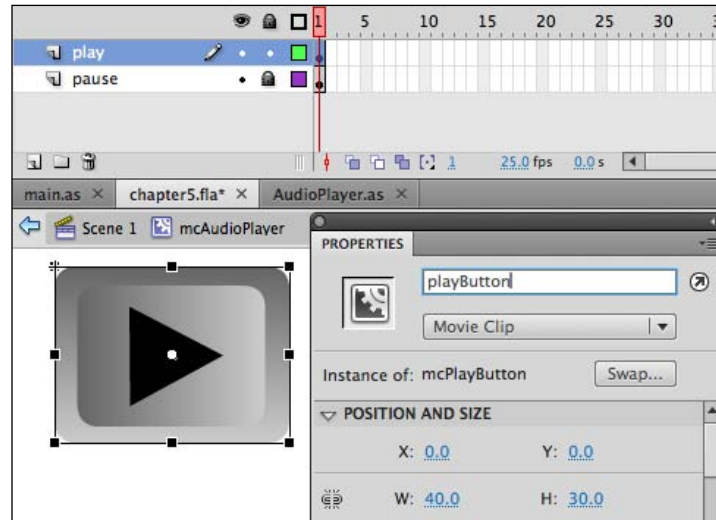 1 5 10 15 20 25 30
play
pause
1 25.0 fps 0.0 s
main.as × chapter5.fla* × AudioPlayer.as ×
Scene 1 mcAudioPlayer
PROPERTIES
playButton
Movie Clip
Instance of: mcPlayButton Swap...
POSITION AND SIZE
X: 0.0 Y: 0.0
W: 40.0 H: 30.0